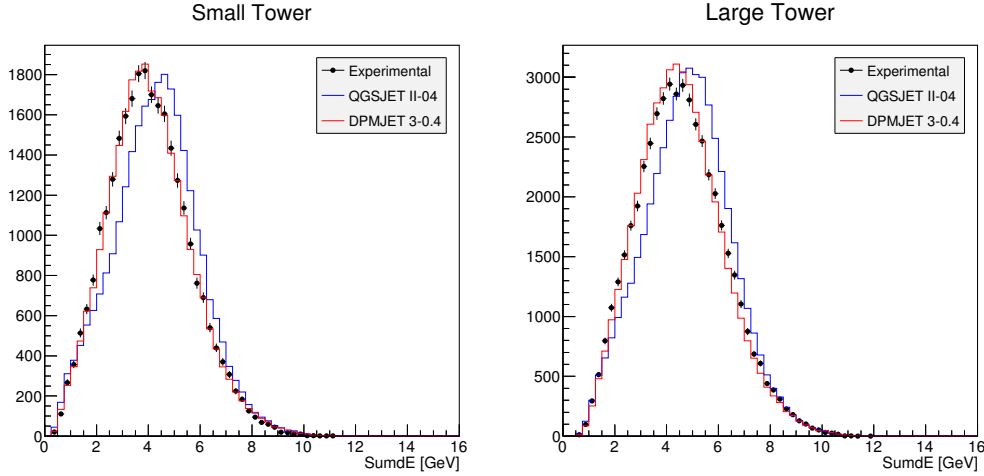 Small Tower
1800
1600
1400
1200
1000
800
600
400
200
0
0 2 4 6 8 10 12 14 16
SumdE [GeV]
Experimental
QGSJET II-04
DPMJET 3-0.4
Large Tower
3000
2500
2000
1500
1000
500
0
0 2 4 6 8 10 12 14 16
SumdE [GeV]
Experimental
QGSJET II-04
DPMJET 3-0.4